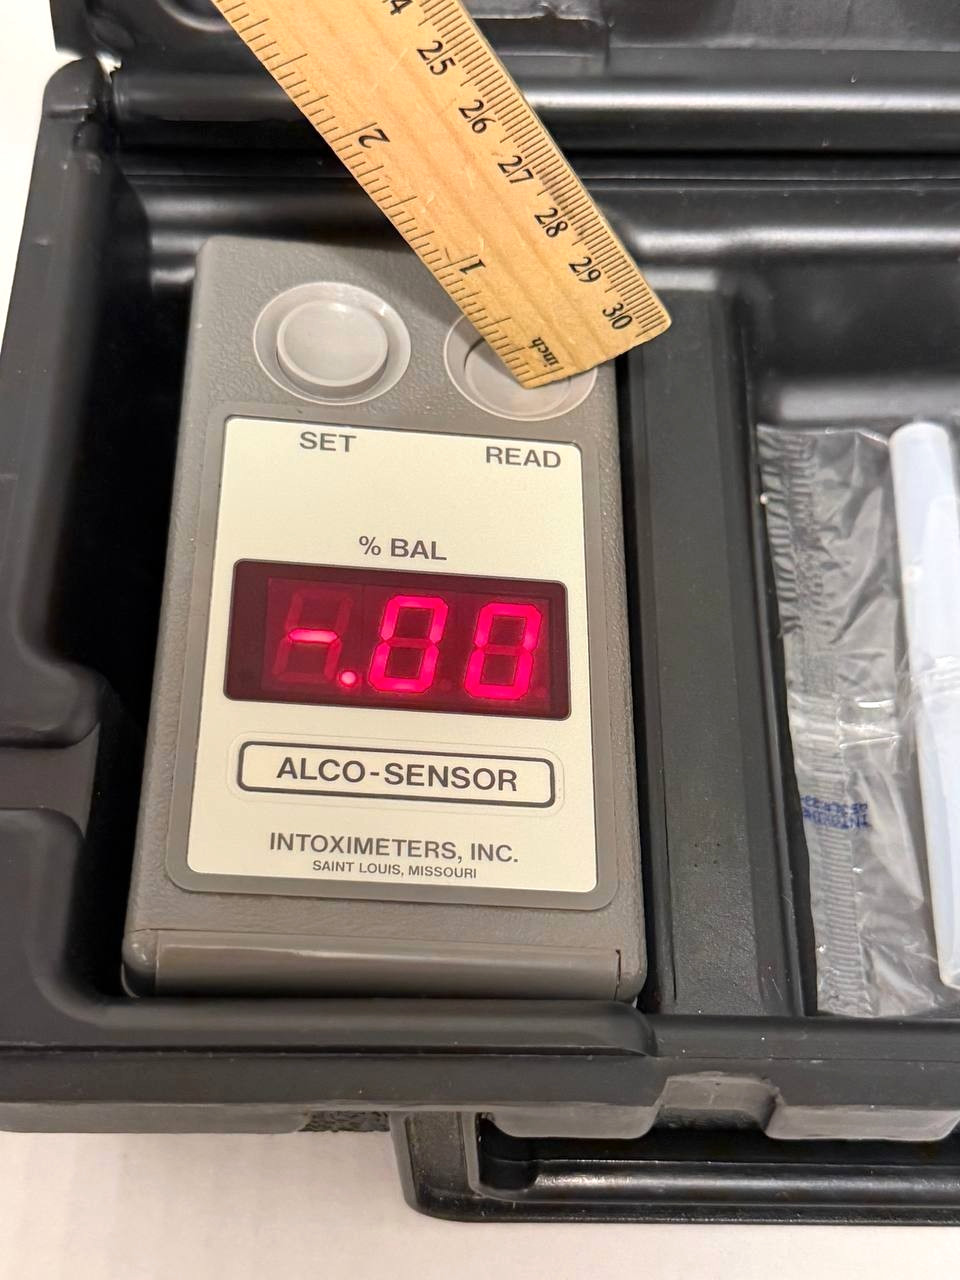 25 26 27 28 29 30
2 1 inch
SET READ
% BAL
-.00
ALCO-SENSOR
INTOXIMETERS, INC.
SAINT LOUIS, MISSOURI